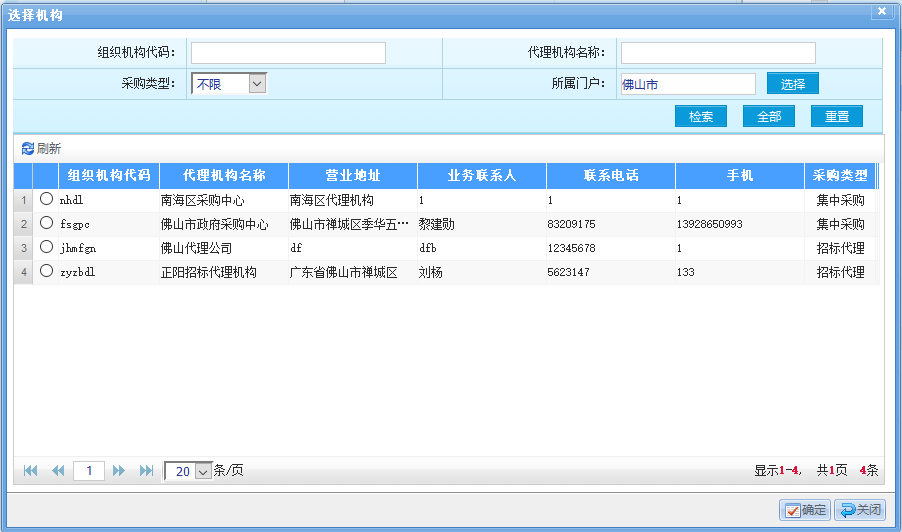 选择机构
组织机构代码：
代理机构名称：
采购类型： 不限
所属门户： 佛山市 选择
检索 全部 重置
刷新
组织机构代码 代理机构名称 营业地址 业务联系人 联系电话 手机 采购类型
1 nhdl 南海区采购中心 南海区代理机构 1 1 1 集中采购
2 fsgpc 佛山市政府采购中心 佛山市禅城区季华五… 黎建勋 83209175 13928650993 集中采购
3 jhmfgn 佛山代理公司 df dfb 12345678 1 招标代理
4 zyzbdl 正阳招标代理机构 广东省佛山市禅城区 刘杨 5623147 133 招标代理
1 20 条/页 显示1-4, 共1页 4条
确定 关闭